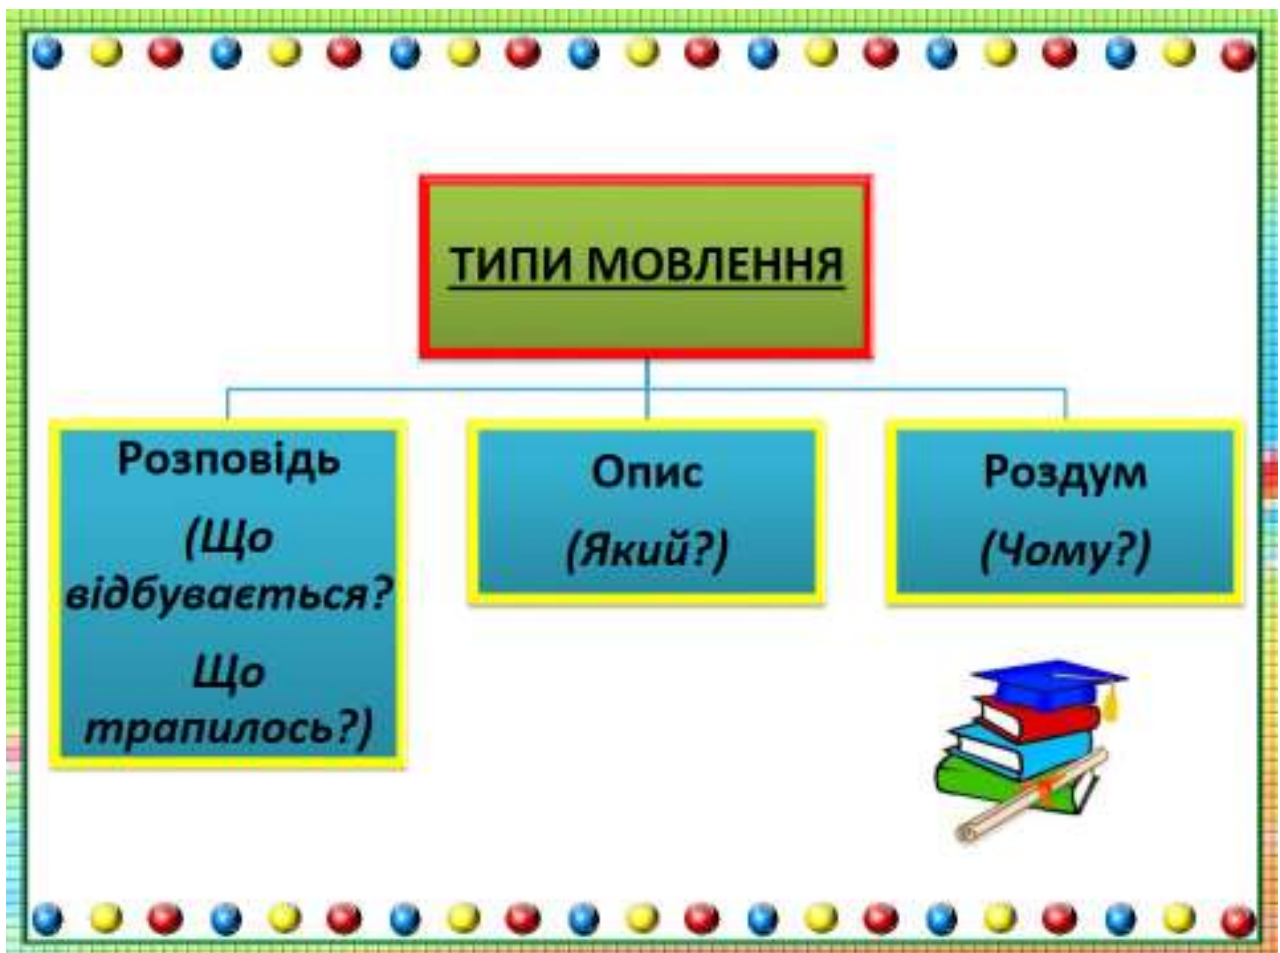 ТИПИ МОВЛЕННЯ
Розповідь
(Що
відбувається?
Що
трапилось?)
Опис
(Який?)
Роздум
(Чому?)